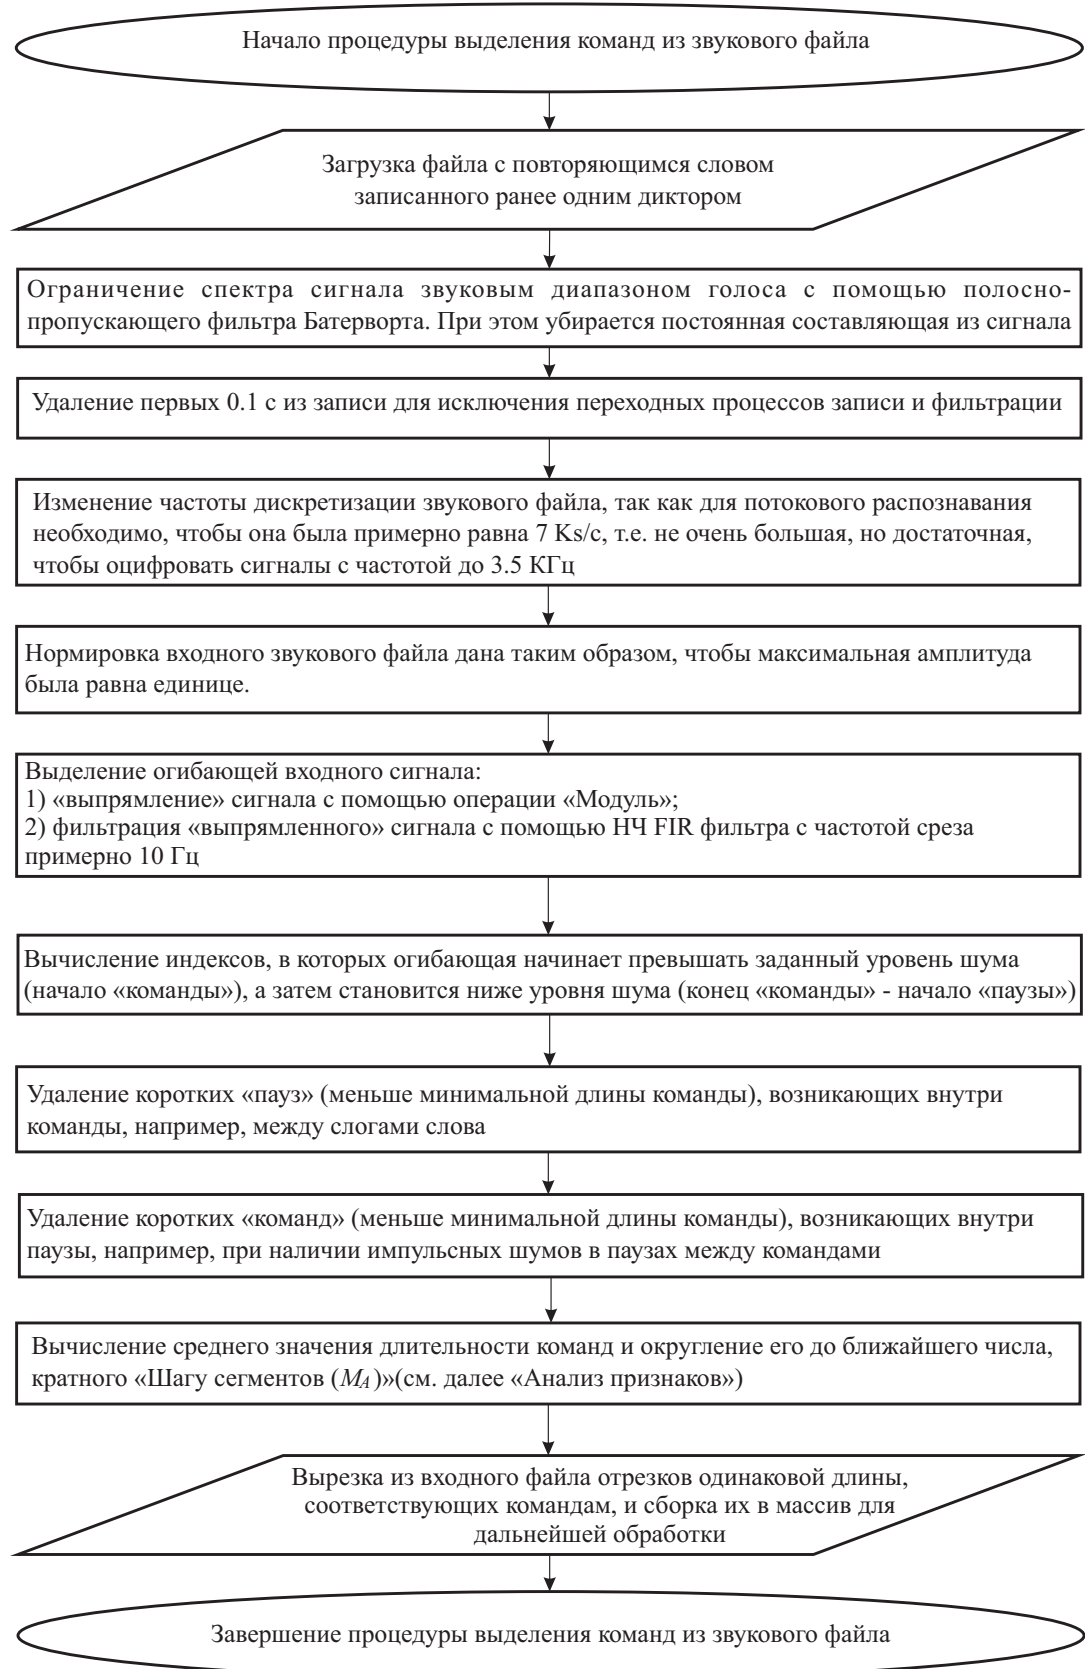 Начало процедуры выделения команд из звукового файла
Загрузка файла с повторяющимся словом
записанного ранее одним диктором
Ограничение спектра сигнала звуковым диапазоном голоса с помощью полосно-
пропускающего фильтра Батерворта. При этом убирается постоянная составляющая из сигнала
Удаление первых 0.1 с из записи для исключения переходных процессов записи и фильтрации
Изменение частоты дискретизации звукового файла, так как для потокового распознавания
необходимо, чтобы она была примерно равна 7 Ks/c, т.е. не очень большая, но достаточная,
чтобы оцифровать сигналы с частотой до 3.5 КГц
Нормировка входного звукового файла дана таким образом, чтобы максимальная амплитуда
была равна единице.
Выделение огибающей входного сигнала:
1) «выпрямление» сигнала с помощью операции «Модуль»;
2) фильтрация «выпрямленного» сигнала с помощью НЧ FIR фильтра с частотой среза
примерно 10 Гц
Вычисление индексов, в которых огибающая начинает превышать заданный уровень шума
(начало «команды»), а затем становится ниже уровня шума (конец «команды» - начало «паузы»)
Удаление коротких «пауз» (меньше минимальной длины команды), возникающих внутри
команды, например, между слогами слова
Удаление коротких «команд» (меньше минимальной длины команды), возникающих внутри
паузы, например, при наличии импульсных шумов в паузах между командами
Вычисление среднего значения длительности команд и округление его до ближайшего числа,
кратного «Шагу сегментов (M_A)»(см. далее «Анализ признаков»)
Вырезка из входного файла отрезков одинаковой длины,
соответствующих командам, и сборка их в массив для
дальнейшей обработки
Завершение процедуры выделения команд из звукового файла